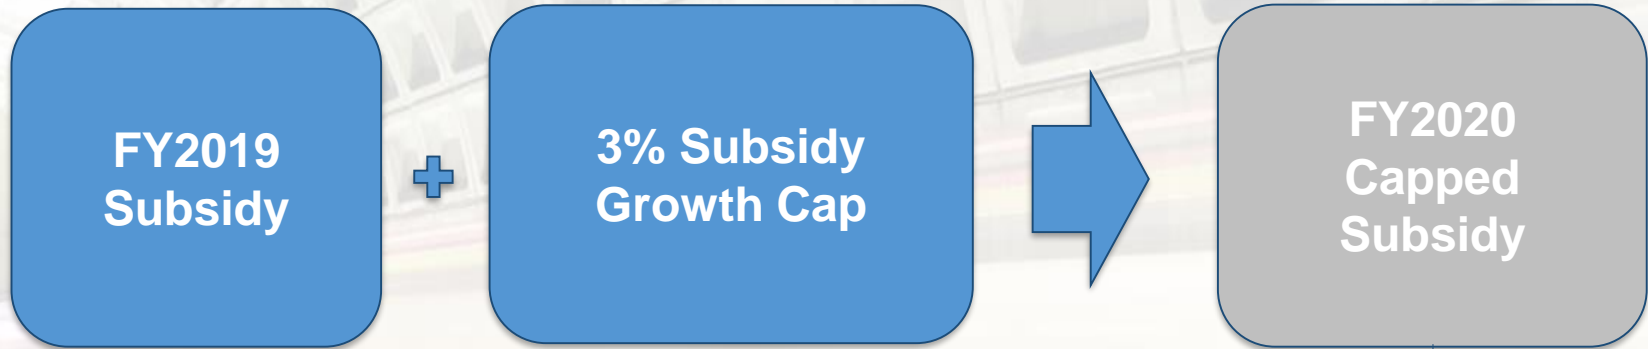 FY2019
Subsidy
3% Subsidy
Growth Cap
FY2020
Capped
Subsidy